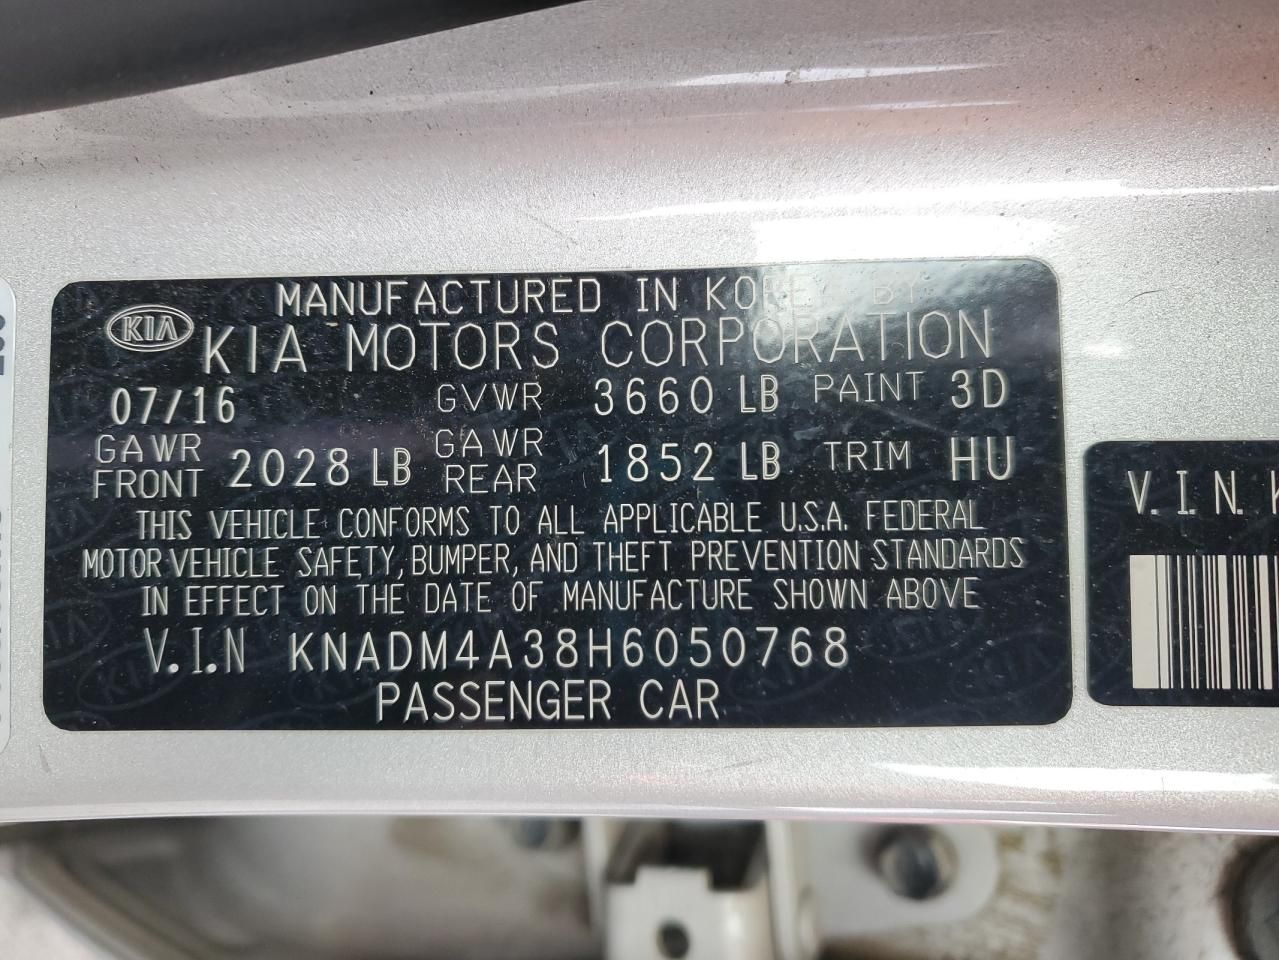 MANUFACTURED IN KOREA BY
KIA KIA MOTORS CORPORATION
07/16 GVWR 3660 LB PAINT 3D
GAWR FRONT 2028 LB GAWR REAR 1852 LB TRIM HU
THIS VEHICLE CONFORMS TO ALL APPLICABLE U.S.A. FEDERAL
MOTOR VEHICLE SAFETY, BUMPER, AND THEFT PREVENTION STANDARDS
IN EFFECT ON THE DATE OF MANUFACTURE SHOWN ABOVE
V.I.N KNADM4A38H6050768
PASSENGER CAR
V.I.N. K